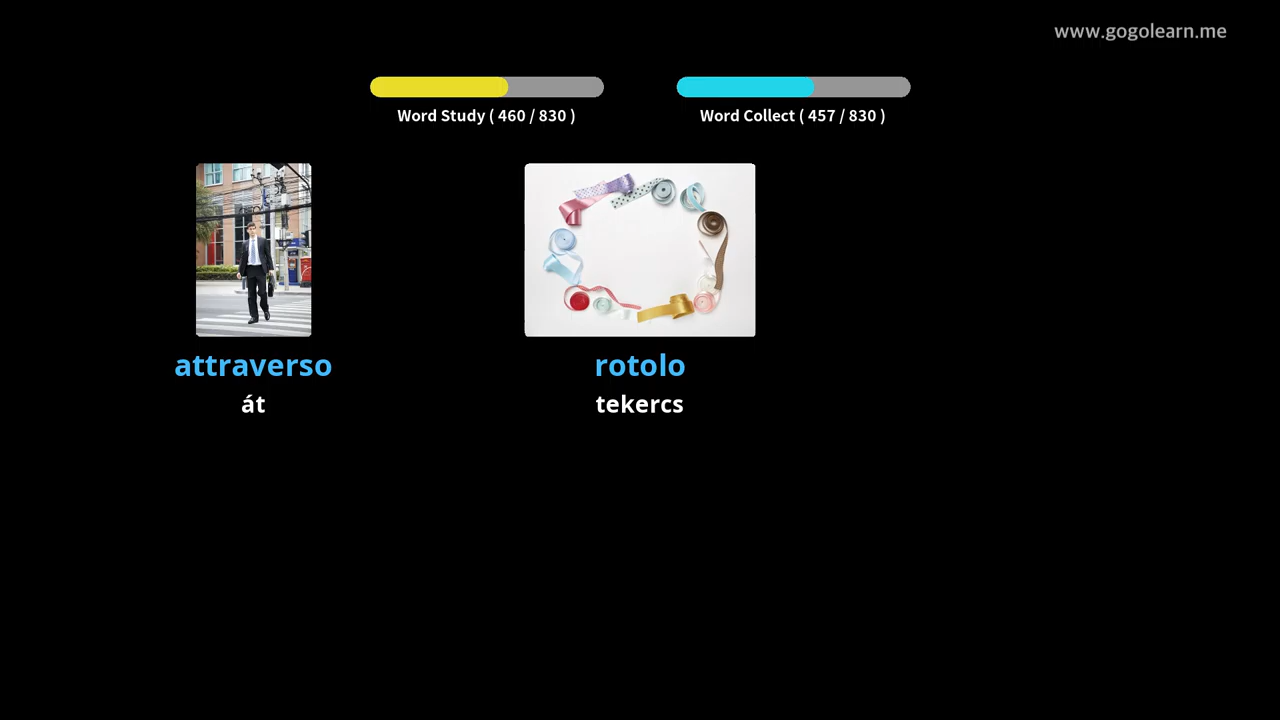 www.gogolearn.me
Word Study ( 460 / 830 )
Word Collect ( 457 / 830 )
attraverso
át
rotolo
tekercs